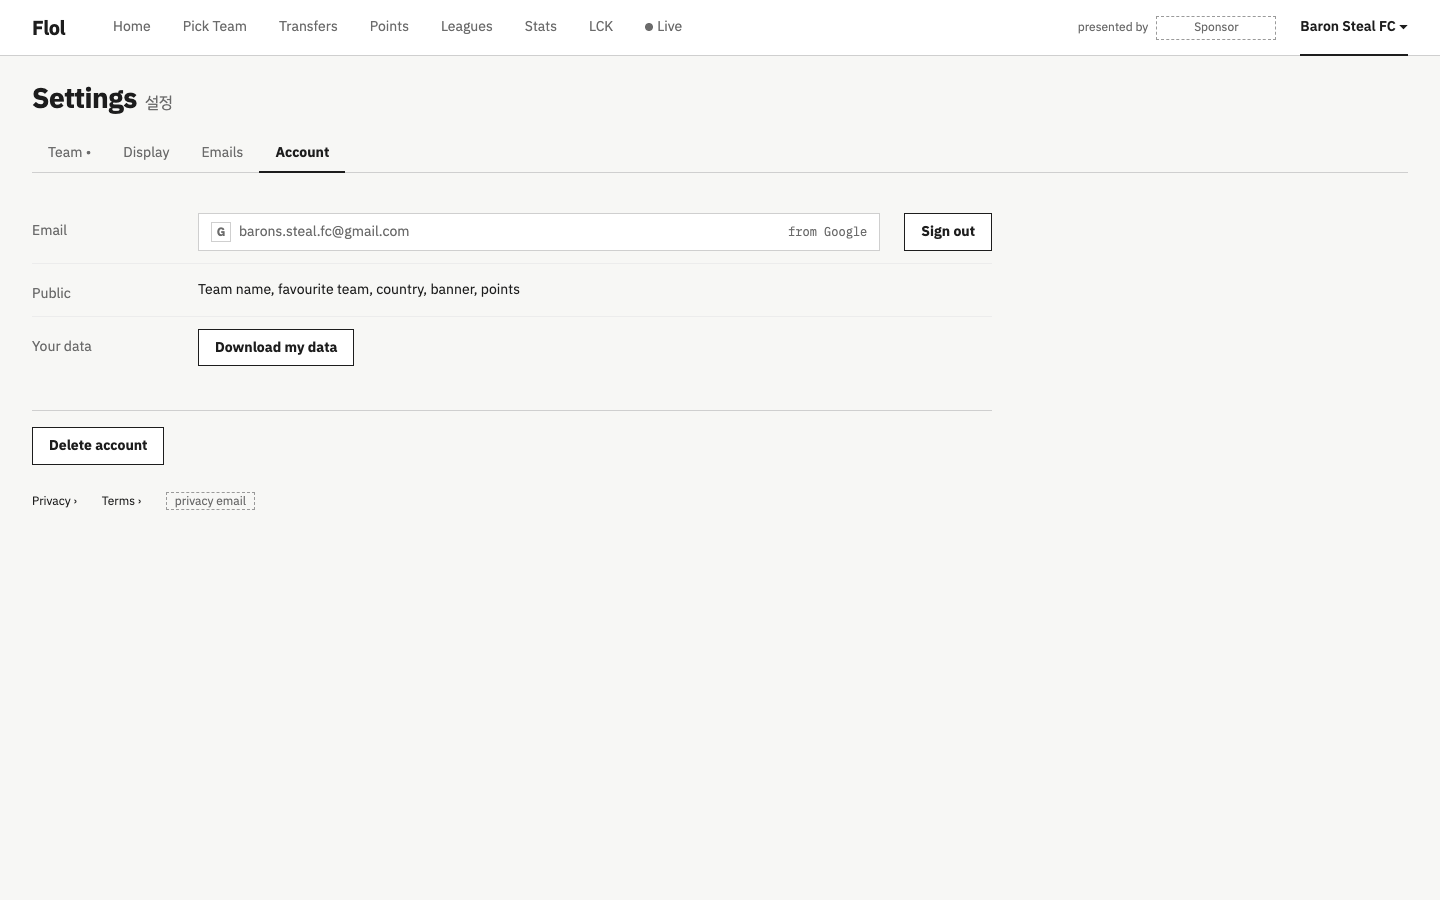 Flol Home Pick Team Transfers Points Leagues Stats LCK Live presented by Sponsor Baron Steal FC
Settings 설정
Team • Display Emails Account
Email G barons.steal.fc@gmail.com from Google Sign out
Public Team name, favourite team, country, banner, points
Your data Download my data
Delete account
Privacy › Terms › privacy email